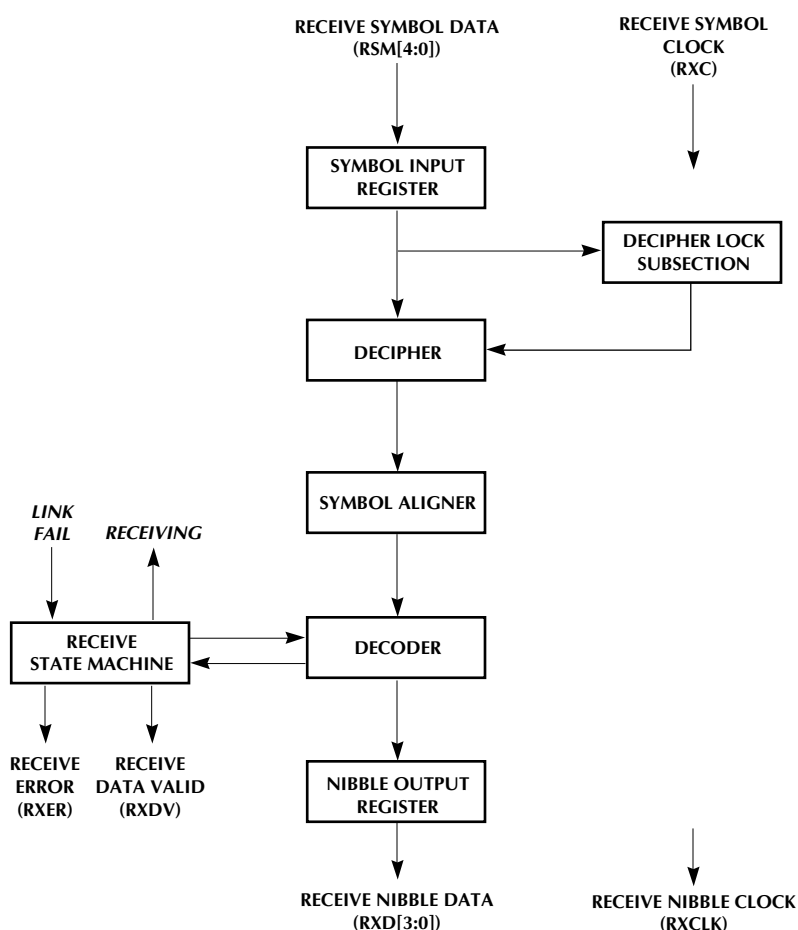 RECEIVE SYMBOL DATA
(RSM[4:0])
RECEIVE SYMBOL
CLOCK
(RXC)
SYMBOL INPUT
REGISTER
DECIPHER LOCK
SUBSECTION
DECIPHER
SYMBOL ALIGNER
LINK
FAIL
RECEIVING
RECEIVE
STATE MACHINE
DECODER
RECEIVE
ERROR
(RXER)
RECEIVE
DATA VALID
(RXDV)
NIBBLE OUTPUT
REGISTER
RECEIVE NIBBLE DATA
(RXD[3:0])
RECEIVE NIBBLE CLOCK
(RXCLK)